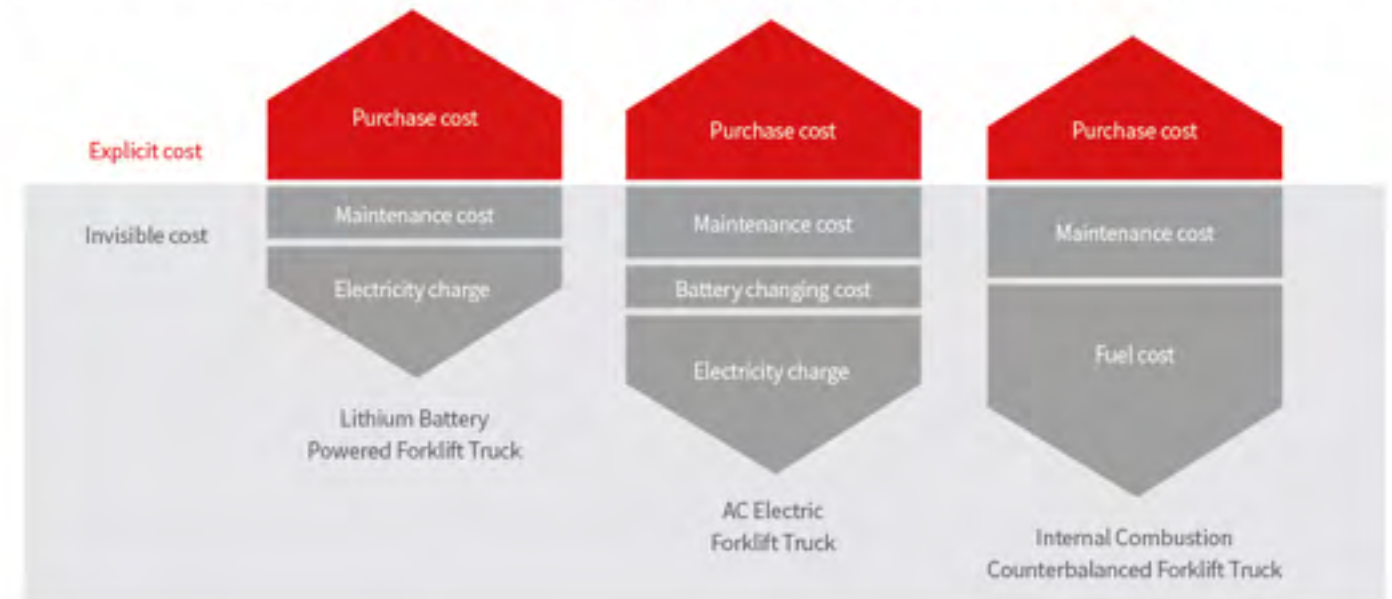 Explicit cost
Invisible cost
Purchase cost
Maintenance cost
Electricity charge
Lithium Battery
Powered Forklift Truck
Purchase cost
Maintenance cost
Battery changing cost
Electricity charge
AC Electric
Forklift Truck
Purchase cost
Maintenance cost
Fuel cost
Internal Combustion
Counterbalanced Forklift Truck